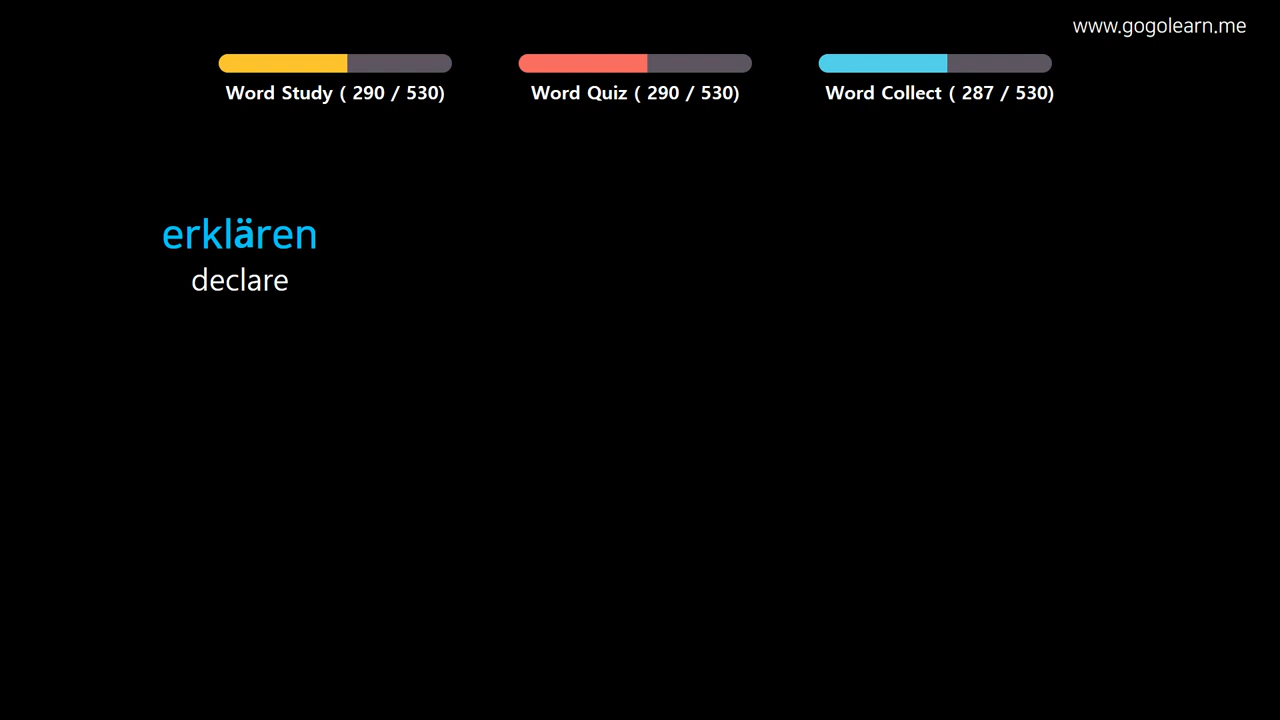 www.gogolearn.me
Word Study ( 290 / 530)
Word Quiz ( 290 / 530)
Word Collect ( 287 / 530)
erklären
declare